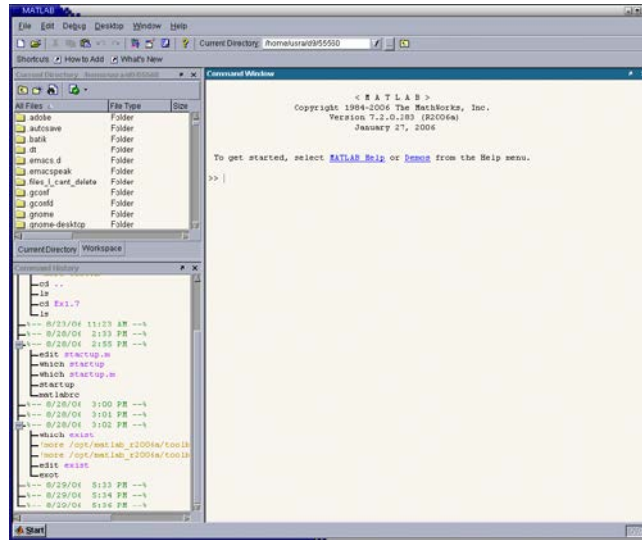 MATLAB
File Edit Debug Desktop Window Help
Current Directory: /home/usra/d9/55560
Shortcuts How to Add What's New
Current Directory
Command Window
All Files File Type Size
.adobe Folder
.autosave Folder
.batik Folder
.dt Folder
.emacs.d Folder
.emacspeak Folder
.files_I_cant_delete Folder
.gconf Folder
.gconfd Folder
.gnome Folder
.gnome-desktop Folder
Current Directory Workspace
< M A T L A B >
Copyright 1984-2006 The MathWorks, Inc.
Version 7.2.0.283 (R2006a)
January 27, 2006
To get started, select MATLAB Help or Demos from the Help menu.
>>
Command History
cd ..
ls
cd Ex1.7
ls
%-- 8/23/06 11:23 AM --%
%-- 8/28/06 2:33 PM --%
%-- 8/28/06 2:55 PM --%
edit startup.m
which startup
which startup.m
startup
matlabrc
%-- 8/28/06 3:00 PM --%
%-- 8/28/06 3:01 PM --%
%-- 8/28/06 3:02 PM --%
which exist
!more /opt/matlab_r2006a/toolb
!more /opt/matlab_r2006a/toolb
edit exist
exot
%-- 8/29/06 5:33 PM --%
%-- 8/29/06 5:34 PM --%
%-- 8/29/06 5:36 PM --%
Start